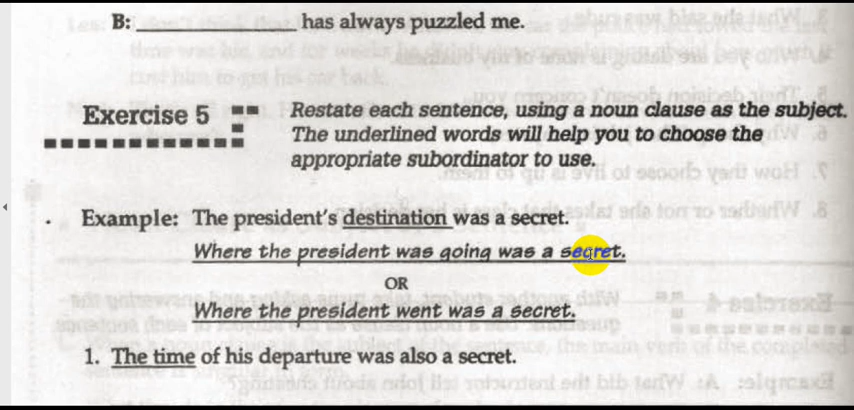 B: ______________ has always puzzled me.
Exercise 5
Restate each sentence, using a noun clause as the subject.
The underlined words will help you to choose the
appropriate subordinator to use.
Example: The president's destination was a secret.
Where the president was going was a secret.
OR
Where the president went was a secret.
1. The time of his departure was also a secret.